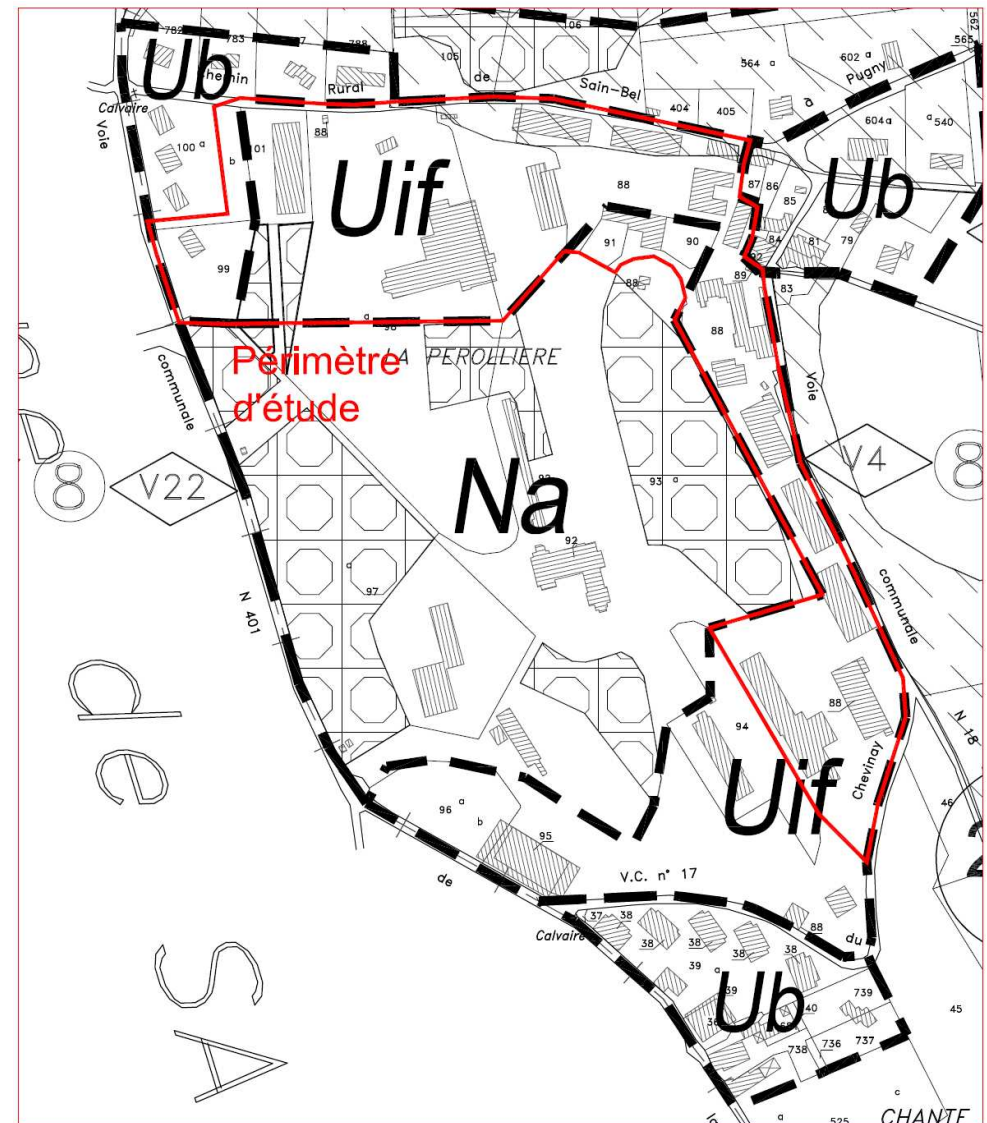 782
783
788
106
562
565
Ub
Chemin
Rural
de
Sain-Bel
105
564 a
602 a
Pugny
à
Calvaire
Voie
404
405
604 a
540
100 a
b
101
88
Uif
88
87
86
85
Ub
84
81
79
91
90
92
89
83
99
88
88
a
98
LA PEROLLIERE
Périmètre
d'étude
communale
Voie
8
V22
V4
8
Na
93 a
92
97
a
N 401
communale
94
88
Chevinay
N 18
Uif
46
96 a
b
95
V.C. n° 17
de
37
38
88
du
Calvaire
38
38
38
38
39
a
39
Ub
40
739
45
738
736
737
c
a
525
CHANTE